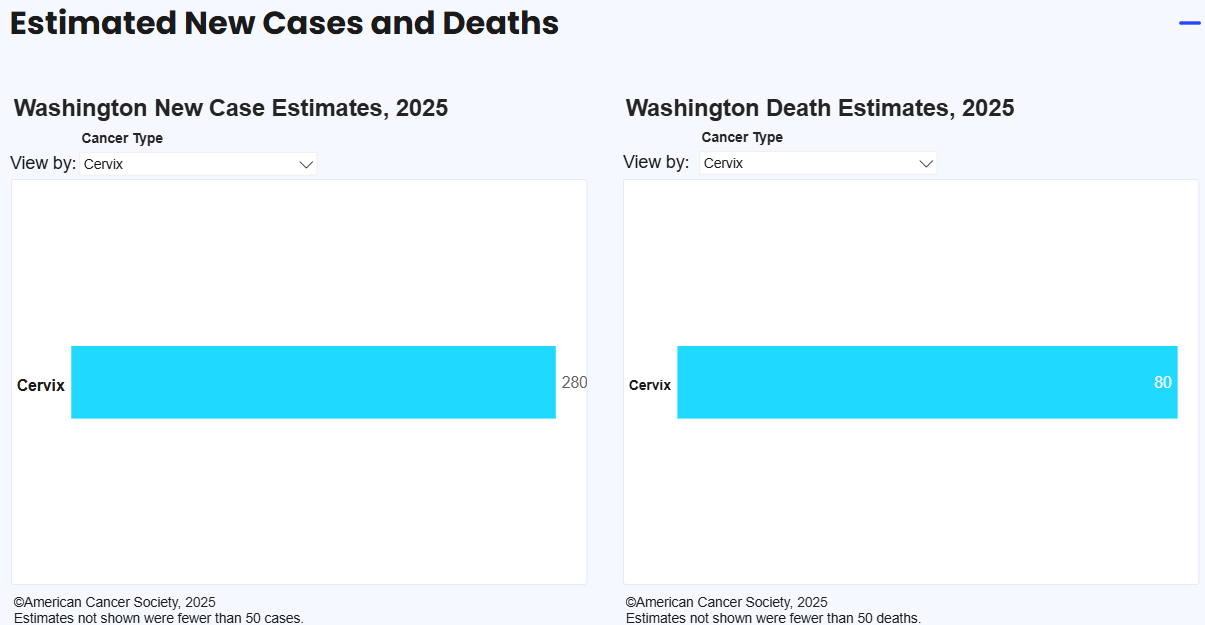 Estimated New Cases and Deaths
Washington New Case Estimates, 2025
Cancer Type
View by: Cervix
Cervix 280
©American Cancer Society, 2025
Estimates not shown were fewer than 50 cases.
Washington Death Estimates, 2025
Cancer Type
View by: Cervix
Cervix 80
©American Cancer Society, 2025
Estimates not shown were fewer than 50 deaths.